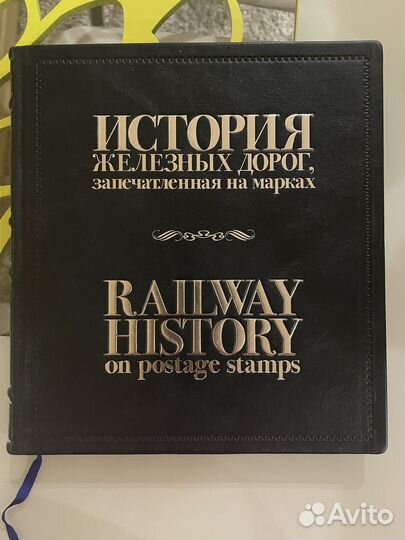 ИСТОРИЯ
ЖЕЛЕЗНЫХ ДОРОГ,
запечатленная на марках
RAILWAY
HISTORY
on postage stamps
Avito